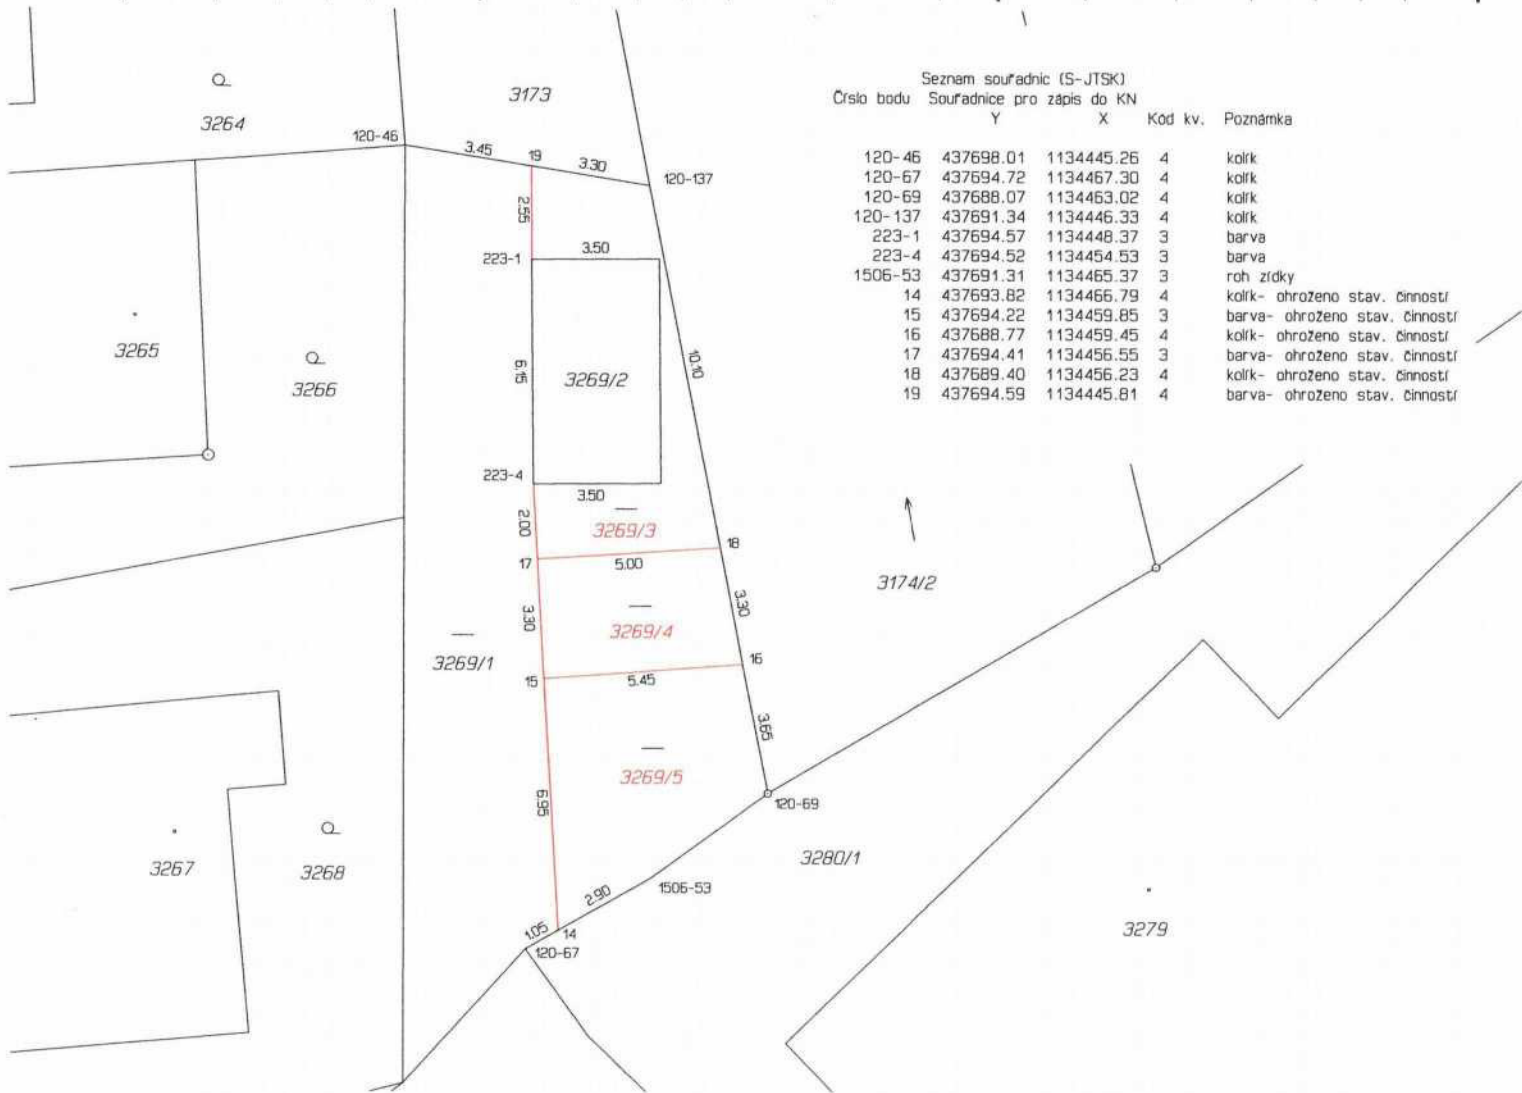 Seznam souřadnic (S-JTSK)
Číslo bodu Souřadnice pro zápis do KN
Y X Kód kv. Poznámka
120-46 437698.01 1134445.26 4 kolík
120-67 437694.72 1134467.30 4 kolík
120-69 437688.07 1134463.02 4 kolík
120-137 437691.34 1134446.33 4 kolík
223-1 437694.57 1134448.37 3 barva
223-4 437694.52 1134454.53 3 barva
1506-53 437691.31 1134465.37 3 roh zídky
14 437693.82 1134466.79 4 kolík- ohroženo stav. činností
15 437694.22 1134459.85 3 barva- ohroženo stav. činností
16 437688.77 1134459.45 4 kolík- ohroženo stav. činností
17 437694.41 1134456.55 3 barva- ohroženo stav. činností
18 437689.40 1134456.23 4 kolík- ohroženo stav. činností
19 437694.59 1134445.81 4 barva- ohroženo stav. činností
3173
3264
120-46
3.45
19
3.30
120-137
2.55
223-1
3.50
3265
3266
6.15
3269/2
10.10
223-4
3.50
2.00
3269/3
18
17
5.00
3174/2
3.30
3269/4
3.30
3269/1
16
15
5.45
3.65
3269/5
6.95
120-69
3267
3268
3280/1
1506-53
2.90
1.05
14
120-67
3279